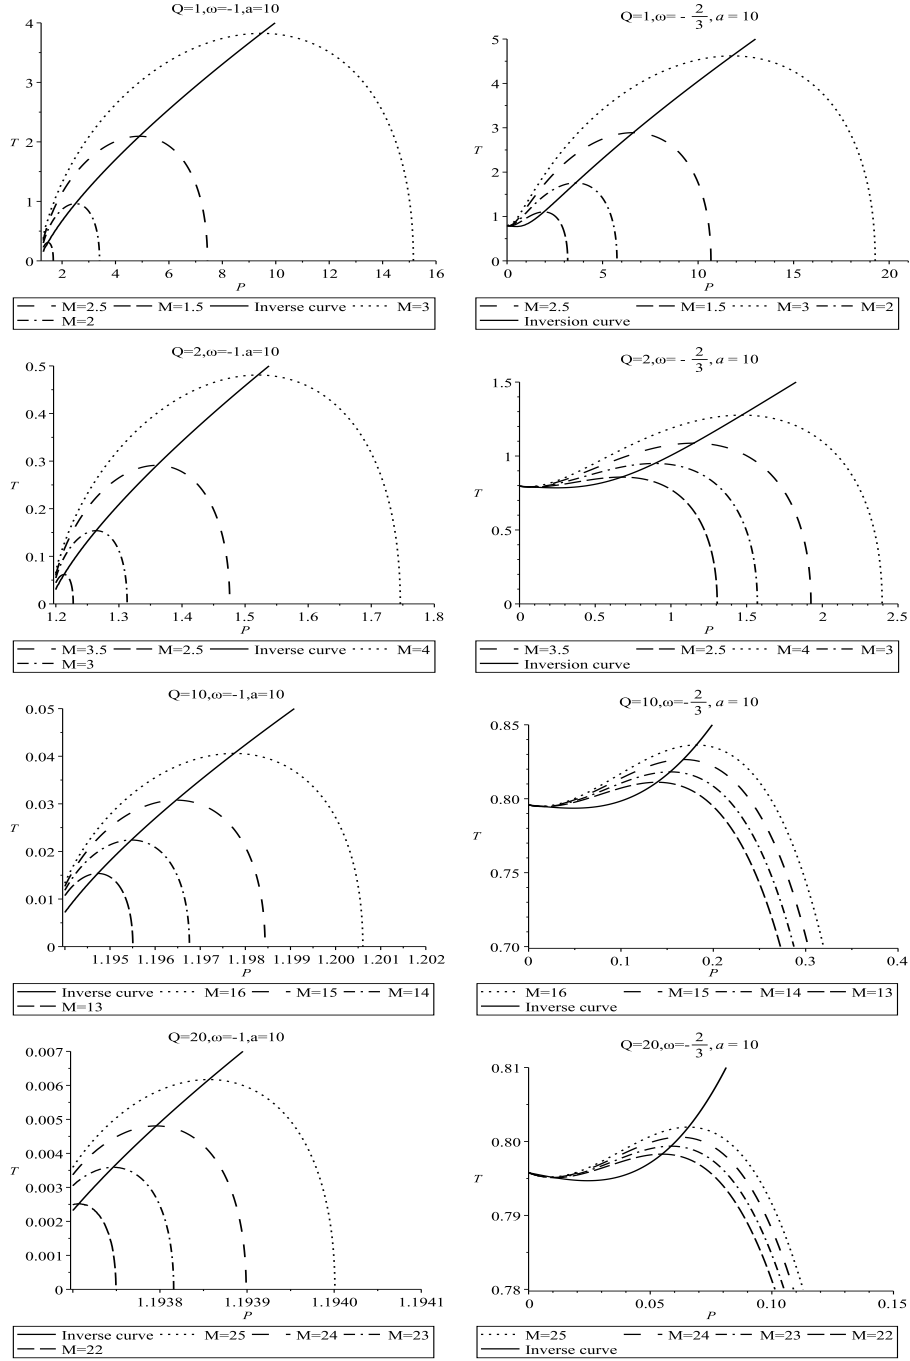 Q=1,ω=-1,a=10
4
3
T 2
1
0
2 4 6 8 10 12 14 16
P
M=2.5 M=1.5 Inverse curve M=3
M=2
Q=1,ω= - 2/3, a = 10
5
4
3
T
2
1
0
0 5 10 15 20
P
M=2.5 M=1.5 M=3 M=2
Inversion curve
Q=2,ω=-1.a=10
0.5
0.4
0.3
T
0.2
0.1
0
1.2 1.3 1.4 1.5 1.6 1.7 1.8
P
M=3.5 M=2.5 Inverse curve M=4
M=3
Q=2,ω= - 2/3, a = 10
1.5
1
T
0.5
0
0 0.5 1 1.5 2 2.5
P
M=3.5 M=2.5 M=4 M=3
Inversion curve
Q=10,ω=-1,a=10
0.05
0.04
0.03
T
0.02
0.01
0
1.195 1.196 1.197 1.198 1.199 1.200 1.201 1.202
P
Inverse curve M=16 M=15 M=14
M=13
Q=10,ω=- 2/3, a = 10
0.85
0.80
T
0.75
0.70
0 0.1 0.2 0.3 0.4
P
M=16 M=15 M=14 M=13
Inverse curve
Q=20,ω=-1,a=10
0.007
0.006
0.005
0.004
T
0.003
0.002
0.001
0
1.1938 1.1939 1.1940 1.1941
P
Inverse curve M=25 M=24 M=23
M=22
Q=20,ω=- 2/3, a = 10
0.81
0.80
T
0.79
0.78
0 0.05 0.10 0.15
P
M=25 M=24 M=23 M=22
Inverse curve